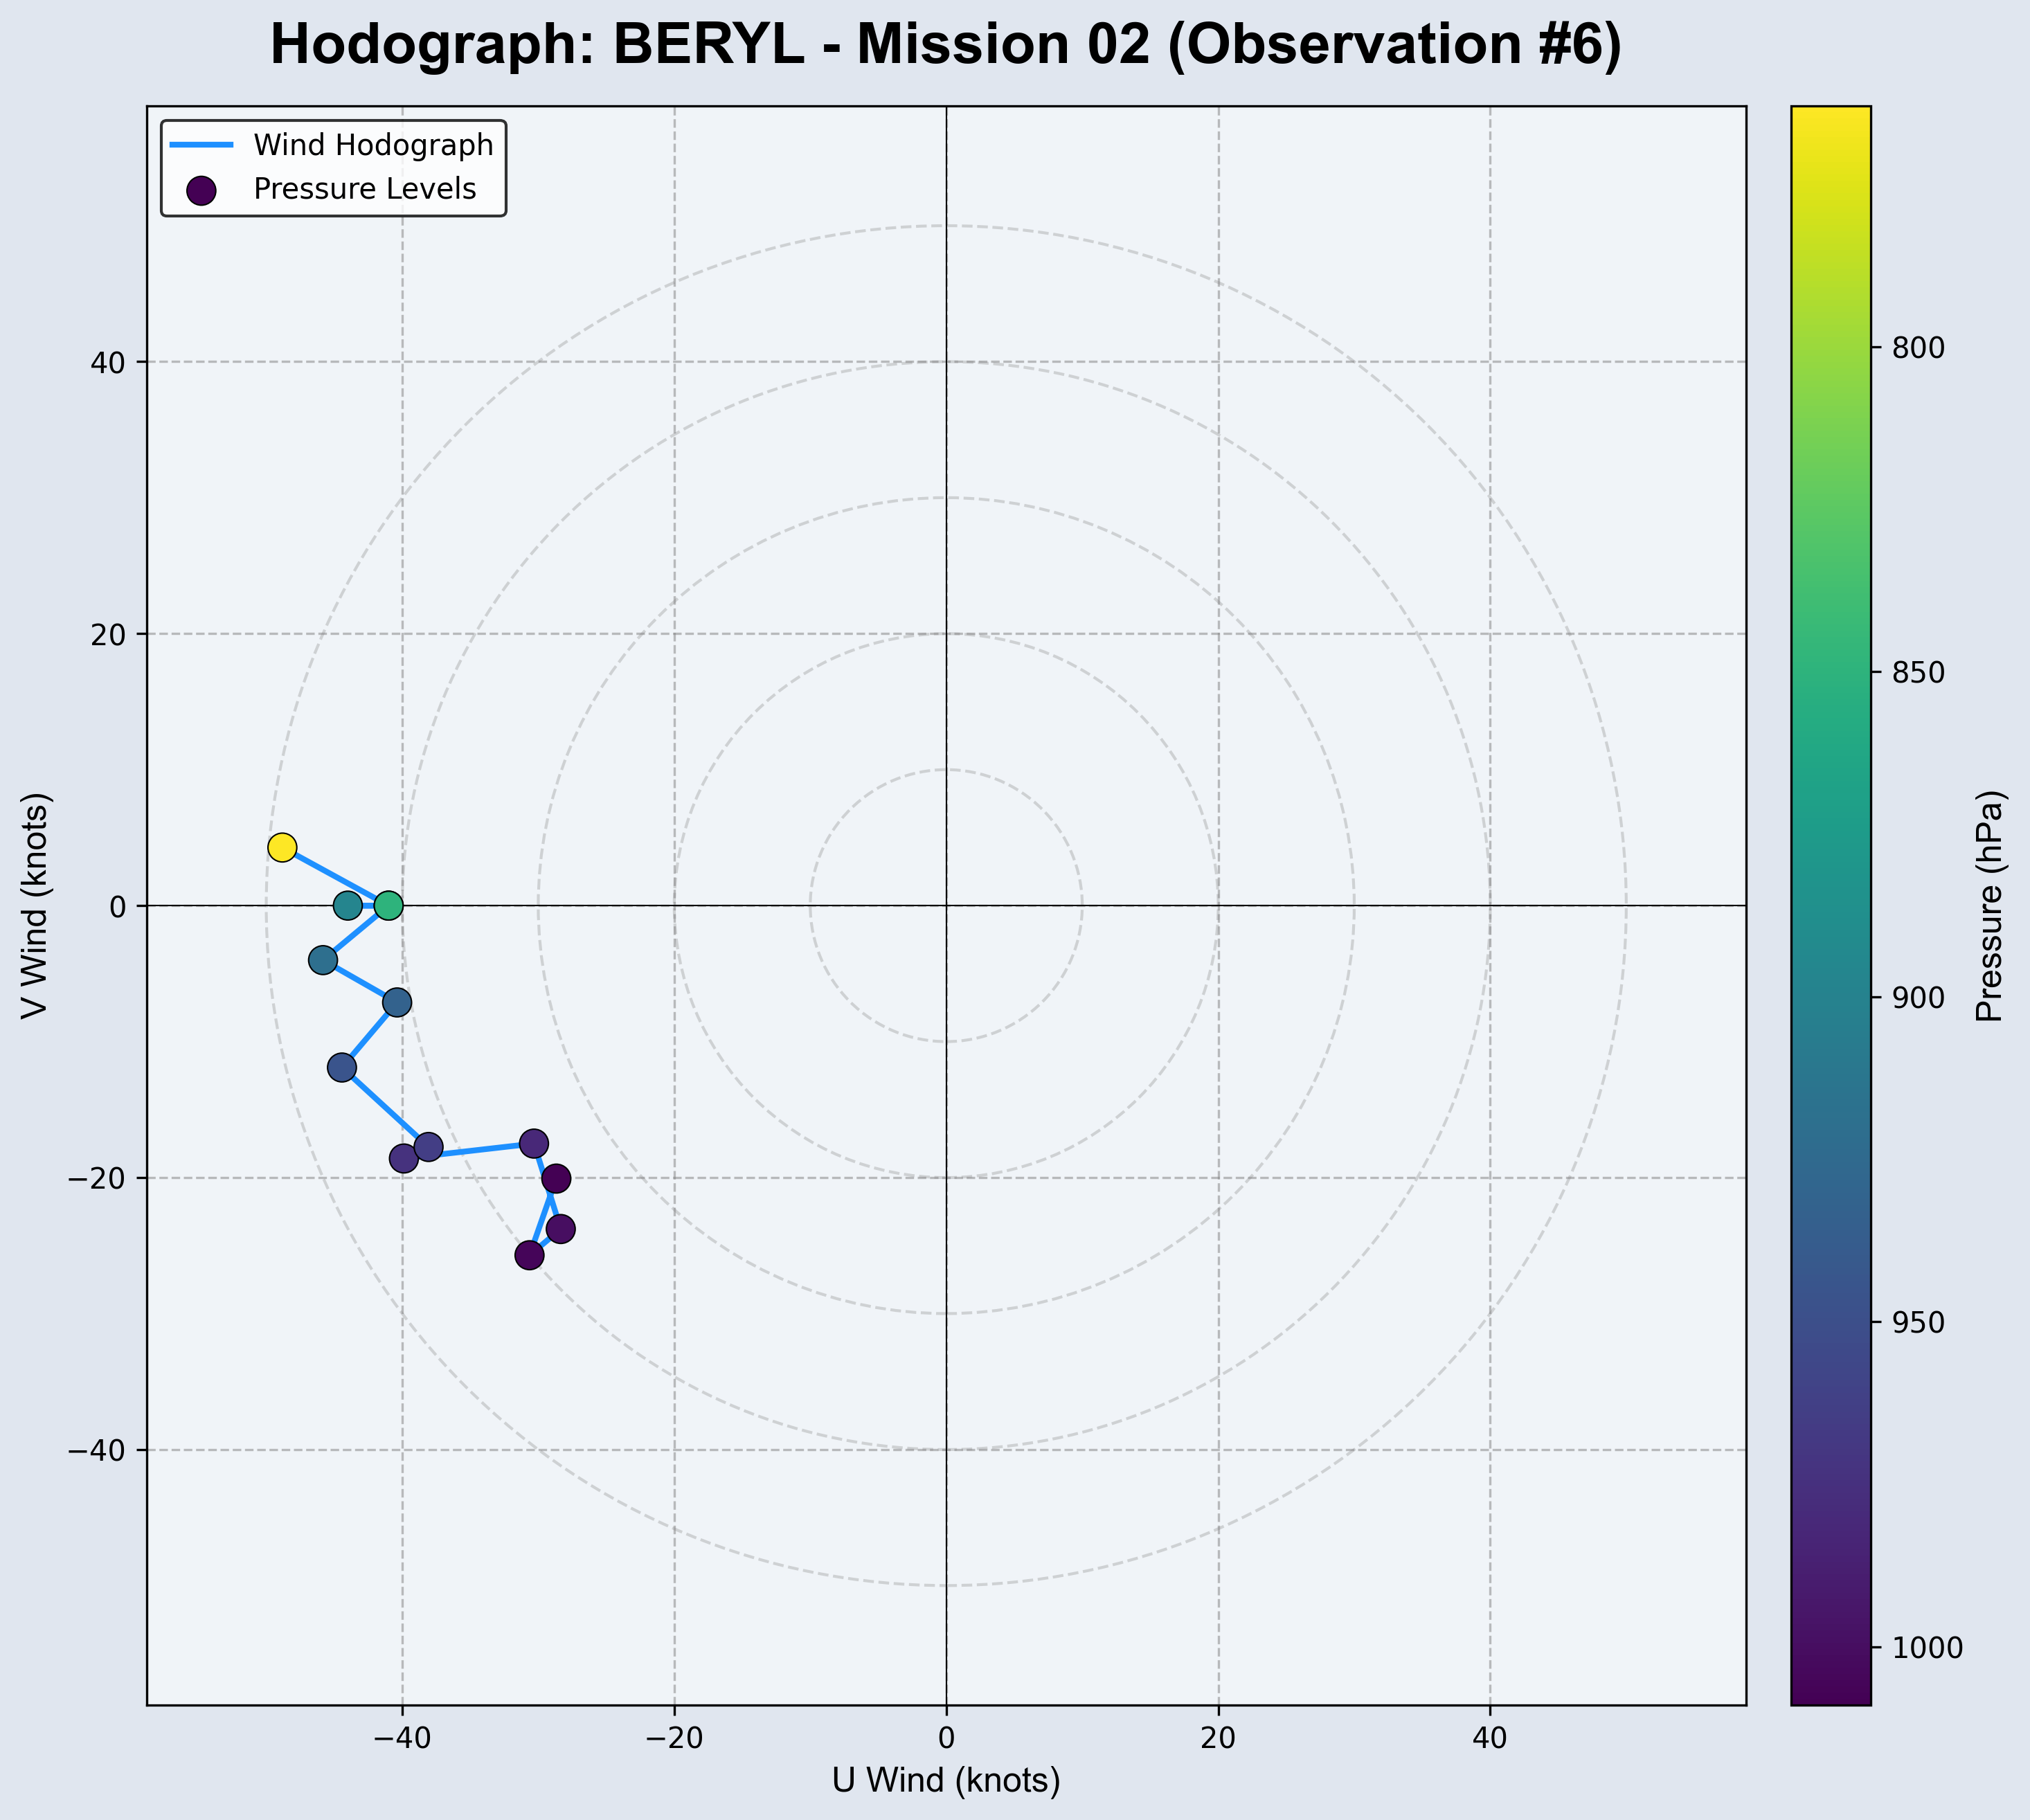 Hodograph: BERYL - Mission 02 (Observation #6)
Wind Hodograph
Pressure Levels
40
20
0
−20
−40
V Wind (knots)
−40
−20
0
20
40
U Wind (knots)
800
850
900
950
1000
Pressure (hPa)